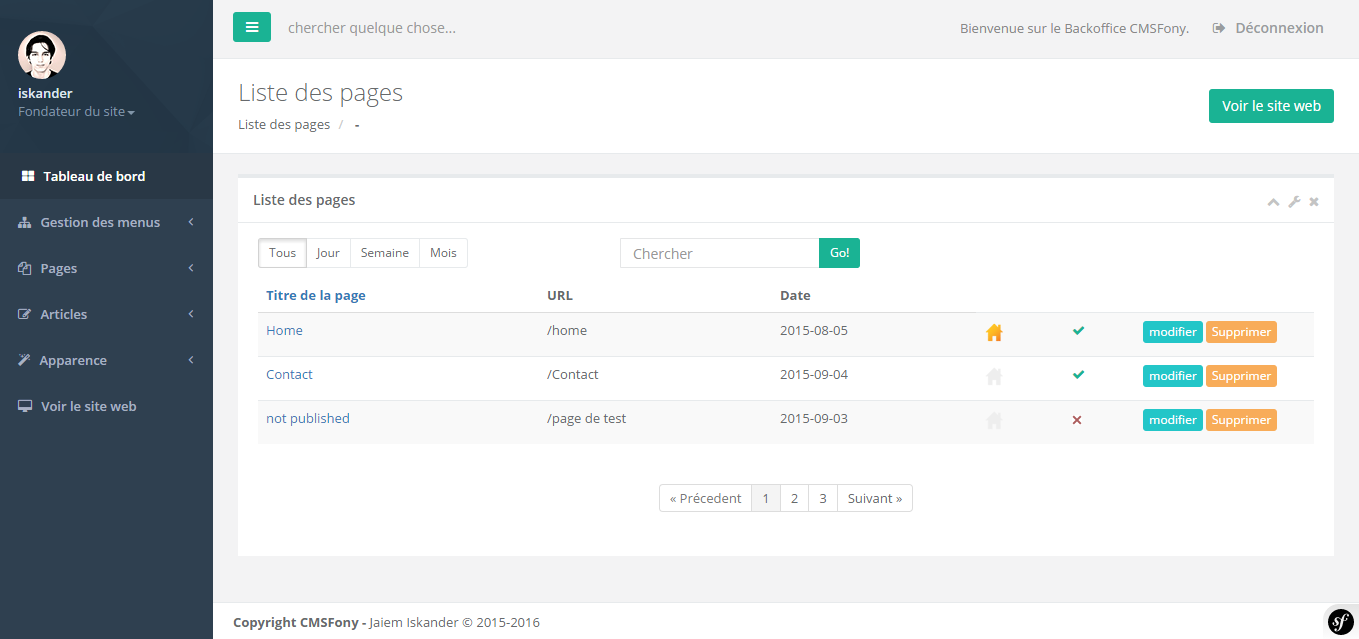 chercher quelque chose...
Bienvenue sur le Backoffice CMSFony.
Déconnexion
iskander
Fondateur du site
Tableau de bord
Gestion des menus
Pages
Articles
Apparence
Voir le site web
Liste des pages
Liste des pages / -
Voir le site web
Liste des pages
Tous Jour Semaine Mois
Chercher Go!
Titre de la page URL Date
Home /home 2015-08-05 modifier Supprimer
Contact /Contact 2015-09-04 modifier Supprimer
not published /page de test 2015-09-03 modifier Supprimer
« Précedent 1 2 3 Suivant »
Copyright CMSFony - Jaiem Iskander © 2015-2016
sf